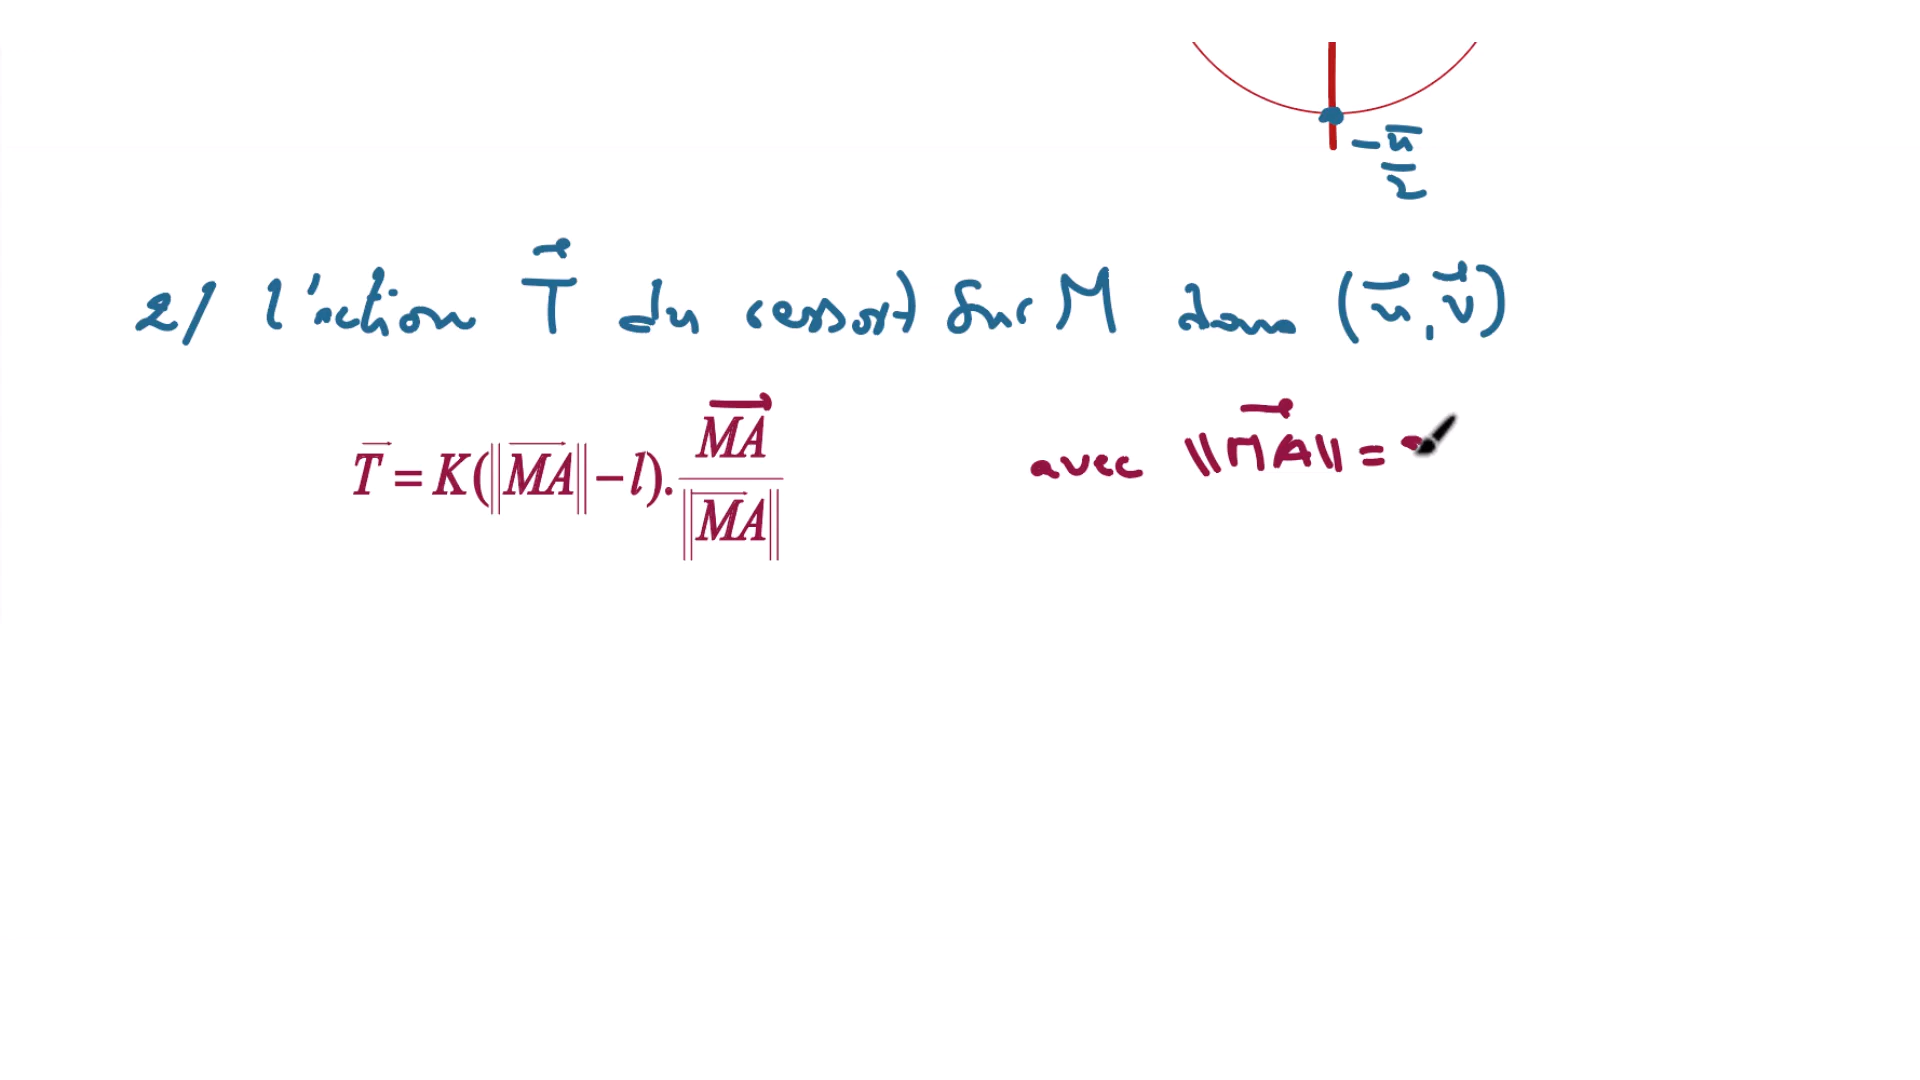 -π/2
2/ l'action T⃗ du ressort sur M dans (u⃗, v⃗)
T⃗ = K(‖MA⃗‖ − l). MA⃗/‖MA⃗‖ avec ‖MA⃗‖ =